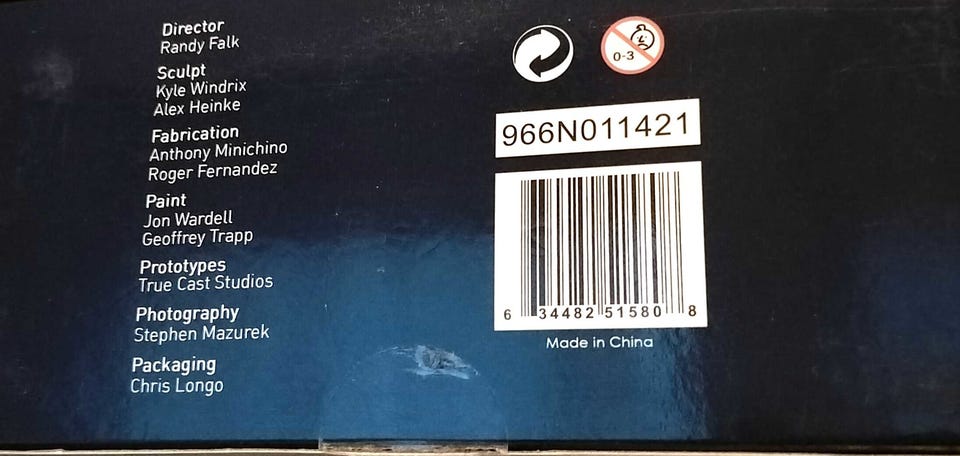 Director
Randy Falk
Sculpt
Kyle Windrix
Alex Heinke
Fabrication
Anthony Minichino
Roger Fernandez
Paint
Jon Wardell
Geoffrey Trapp
Prototypes
True Cast Studios
Photography
Stephen Mazurek
Packaging
Chris Longo
0-3
966N011421
6 34482 51580 8
Made in China